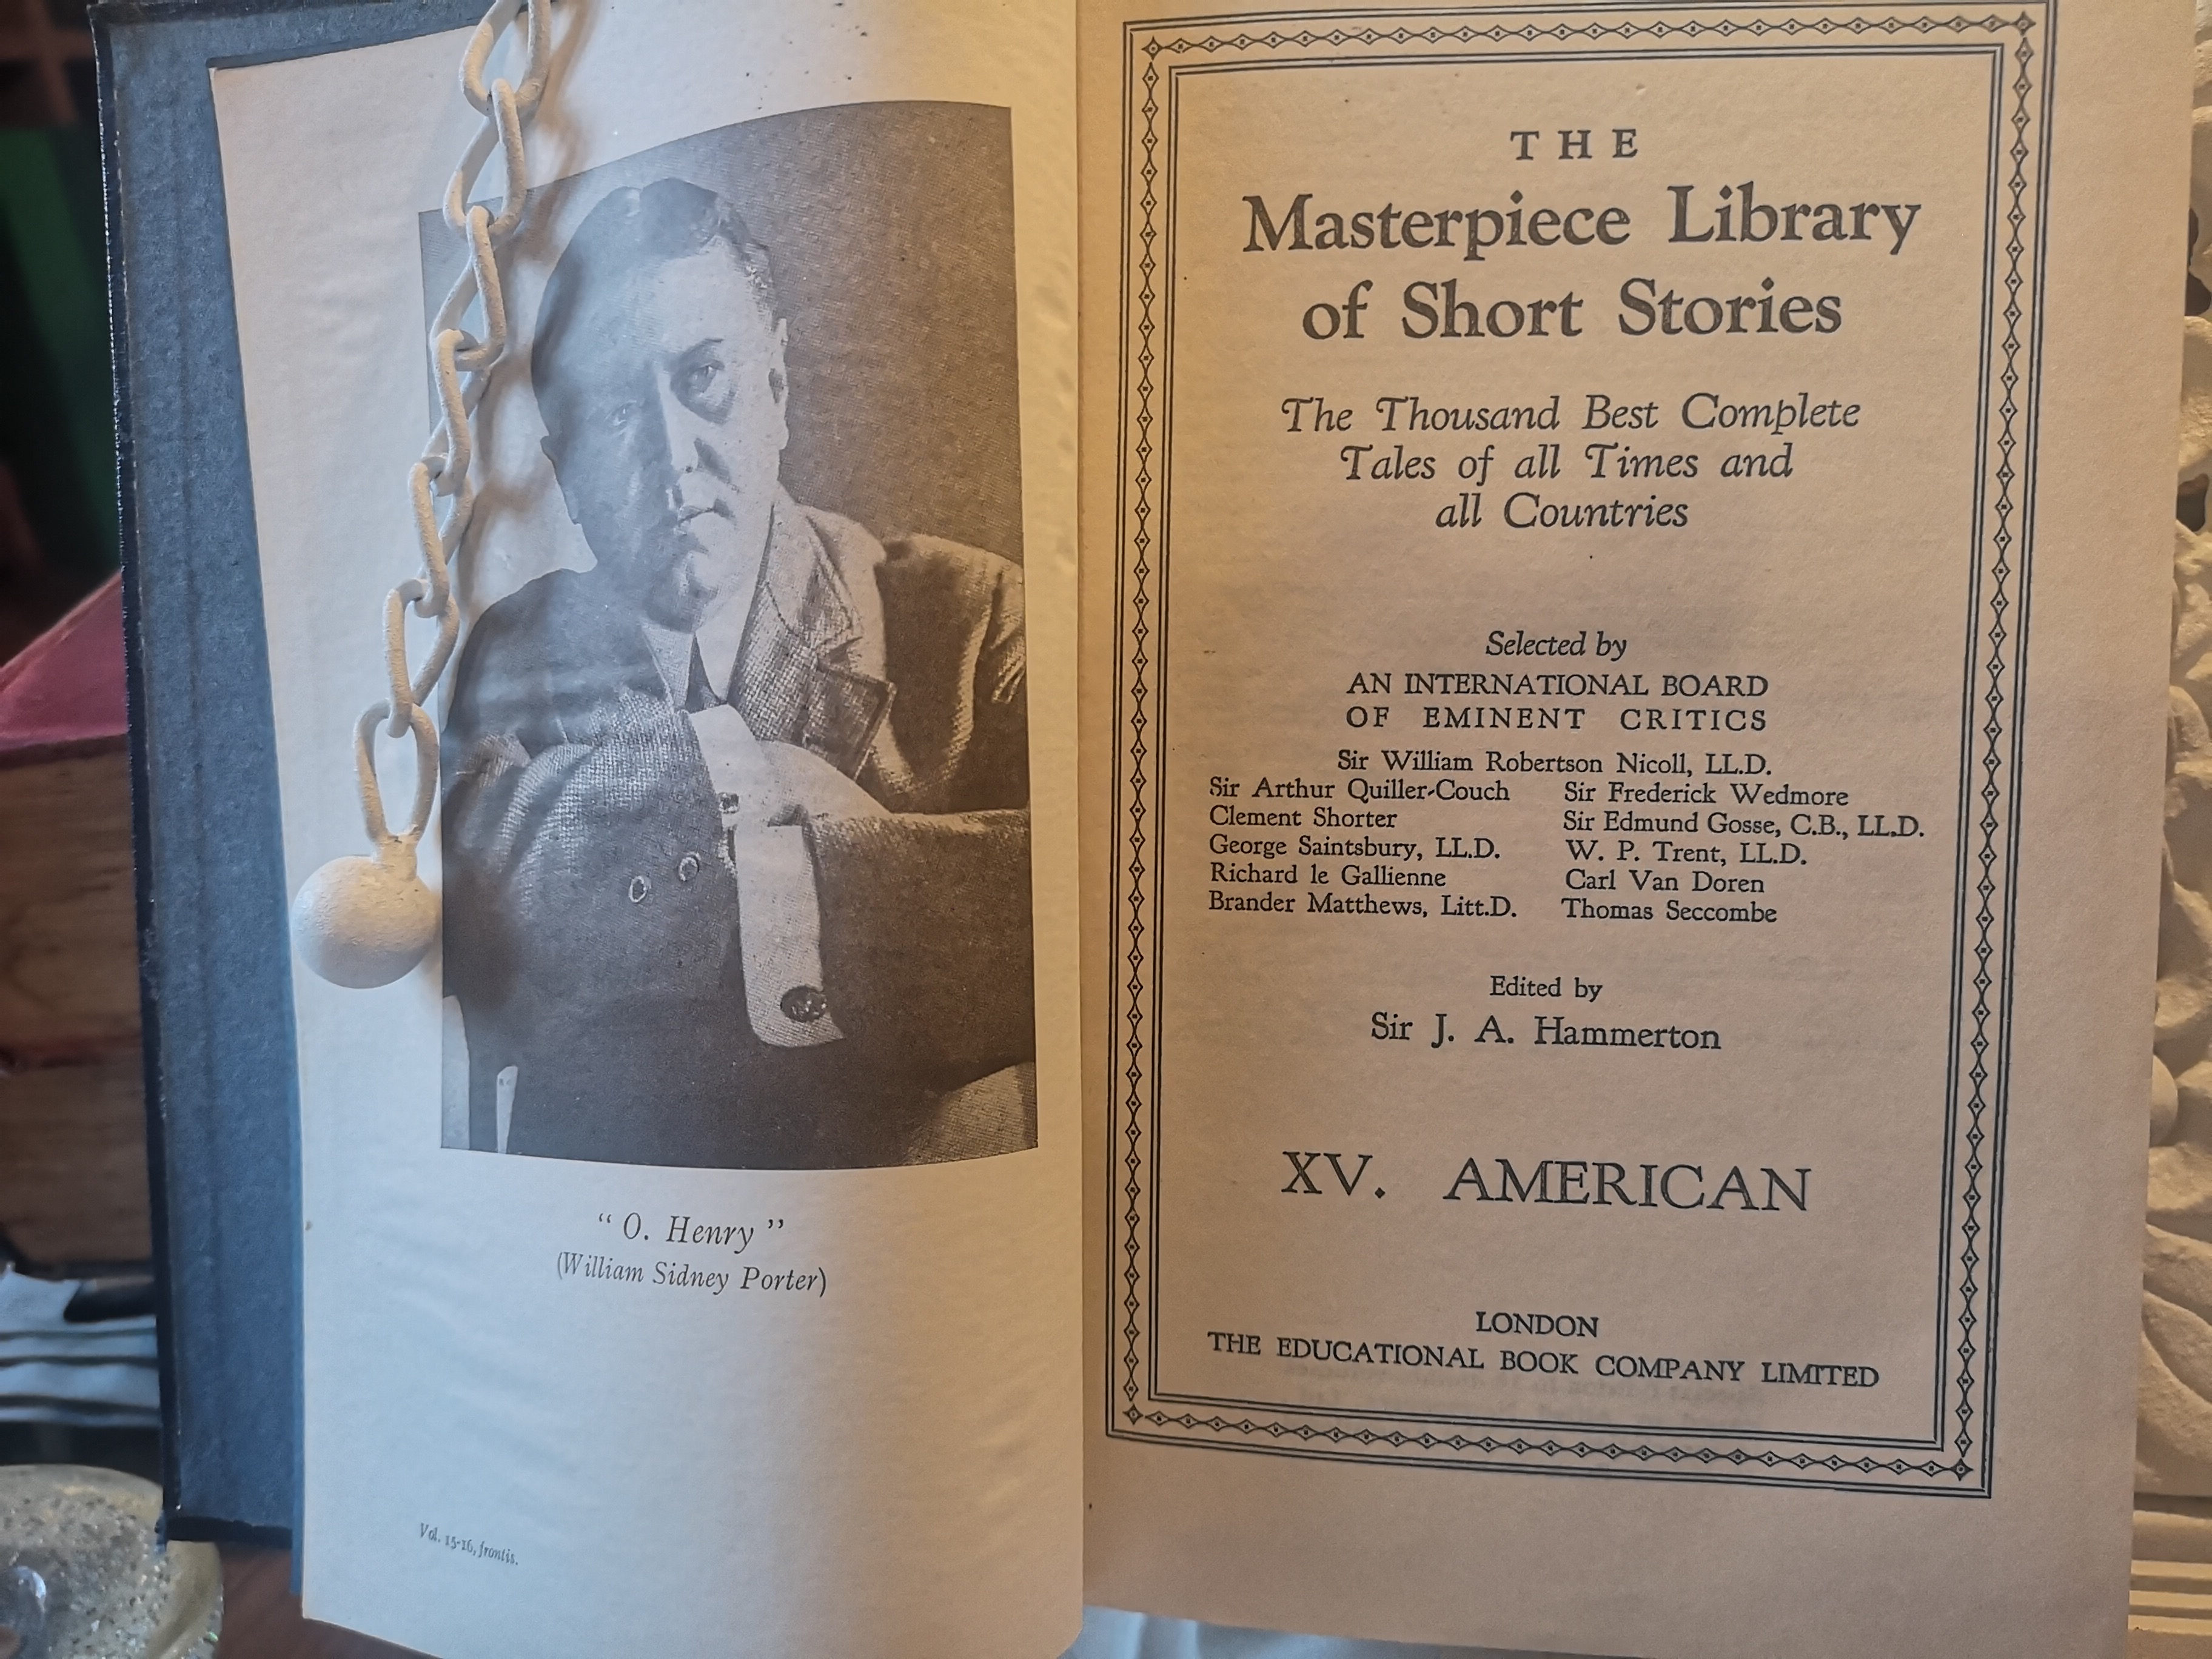 “ O. Henry ”
(William Sidney Porter)
Vol. 15-16, frontis.
THE
Masterpiece Library
of Short Stories
The Thousand Best Complete
Tales of all Times and
all Countries
Selected by
AN INTERNATIONAL BOARD
OF EMINENT CRITICS
Sir William Robertson Nicoll, LL.D.
Sir Arthur Quiller-Couch Sir Frederick Wedmore
Clement Shorter Sir Edmund Gosse, C.B., LL.D.
George Saintsbury, LL.D. W. P. Trent, LL.D.
Richard le Gallienne Carl Van Doren
Brander Matthews, Litt.D. Thomas Seccombe
Edited by
Sir J. A. Hammerton
XV. AMERICAN
LONDON
THE EDUCATIONAL BOOK COMPANY LIMITED